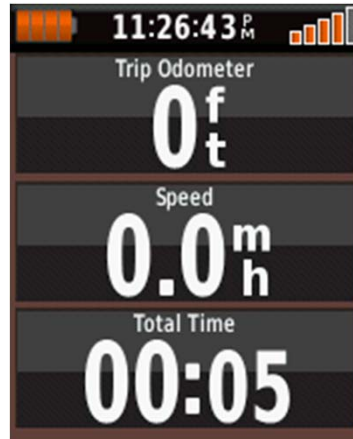 11:26:43 PM
Trip Odometer
0 ft
Speed
0.0 mh
Total Time
00:05